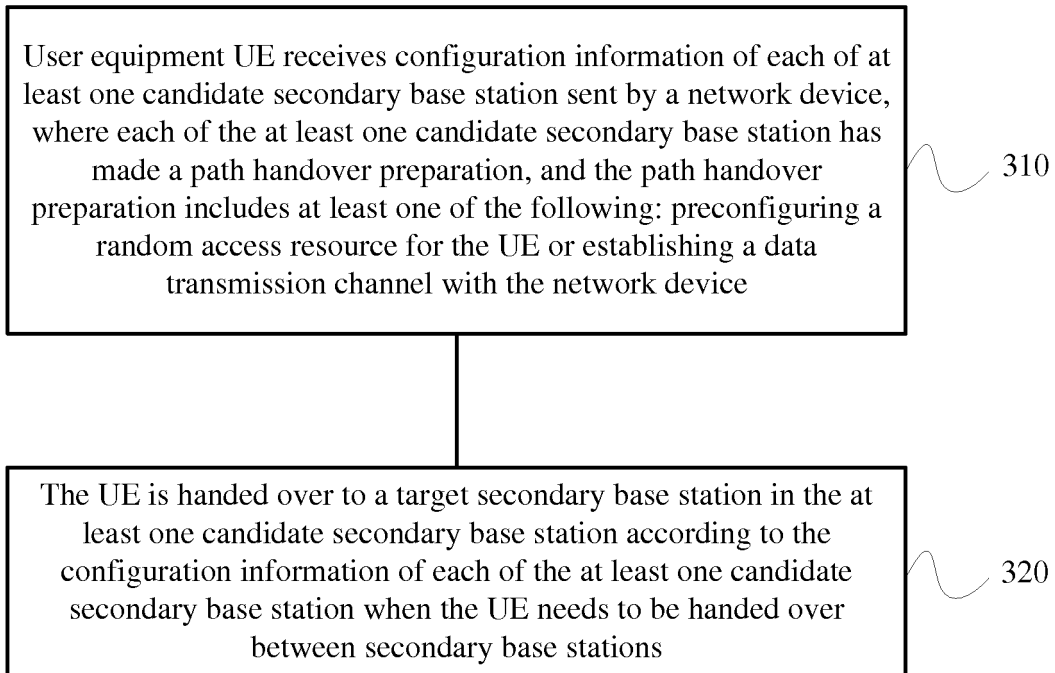 User equipment UE receives configuration information of each of at
least one candidate secondary base station sent by a network device,
where each of the at least one candidate secondary base station has
made a path handover preparation, and the path handover
preparation includes at least one of the following: preconfiguring a
random access resource for the UE or establishing a data
transmission channel with the network device
310
The UE is handed over to a target secondary base station in the at
least one candidate secondary base station according to the
configuration information of each of the at least one candidate
secondary base station when the UE needs to be handed over
between secondary base stations
320